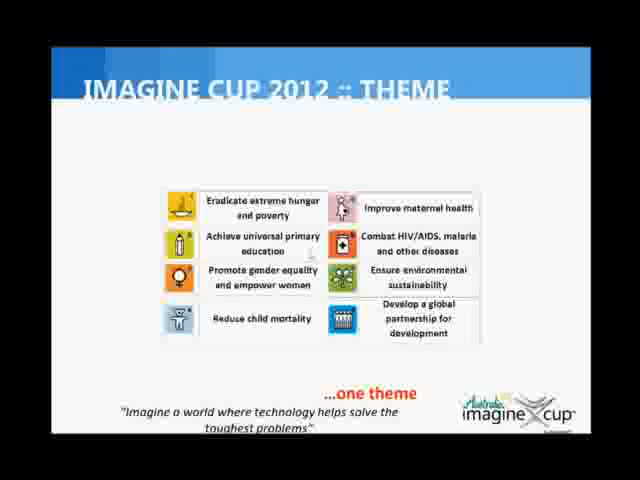 IMAGINE CUP 2012 :: THEME
Eradicate extreme hunger
and poverty
Improve maternal health
Achieve universal primary
education
Combat HIV/AIDS, malaria
and other diseases
Promote gender equality
and empower women
Ensure environmental
sustainability
Reduce child mortality
Develop a global
partnership for
development
...one theme
"Imagine a world where technology helps solve the
toughest problems"
Australia
imagine cup